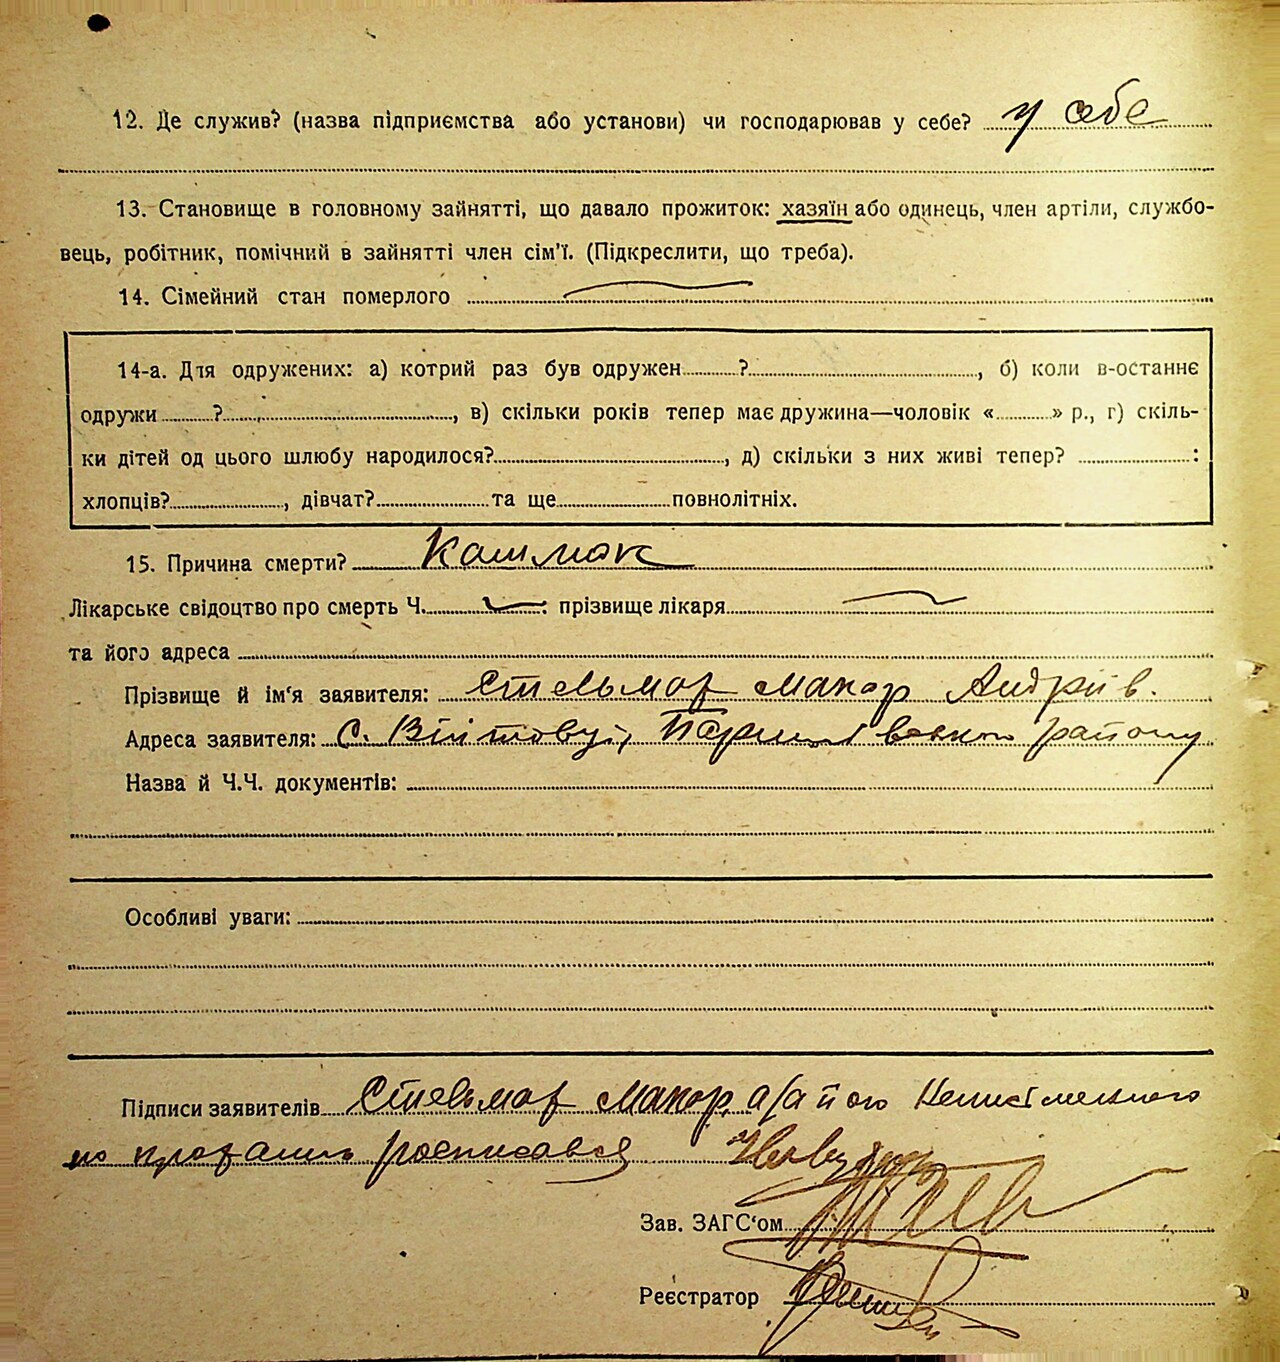 12. Де служив? (назва підприємства або установи) чи господарював у себе? у себе
13. Становище в головному зайнятті, що давало прожиток: хазяїн або одинець, член артіли, службо-
вець, робітник, помічний в зайнятті член сім'ї. (Підкреслити, що треба).
14. Сімейний стан померлого
14-а. Для одружених: а) котрий раз був одружен ? , б) коли в-останнє
одружи ? , в) скільки років тепер має дружина—чоловік « » р., г) скіль-
ки дітей од цього шлюбу народилося? , д) скільки з них живі тепер? :
хлопців? , дівчат? та ще повнолітніх.
15. Причина смерти? Кашлюк
Лікарське свідоцтво про смерть Ч. : прізвище лікаря
та його адреса
Прізвище й ім'я заявителя: Стельмах Макар Андріїв.
Адреса заявителя: С. Війтовці, району
Назва й Ч.Ч. документів:
Особливі уваги:
Підписи заявителів Стельмах Макар, а за його Неписьменного
по проханню росписався
Зав. ЗАГС'ом
Реєстратор